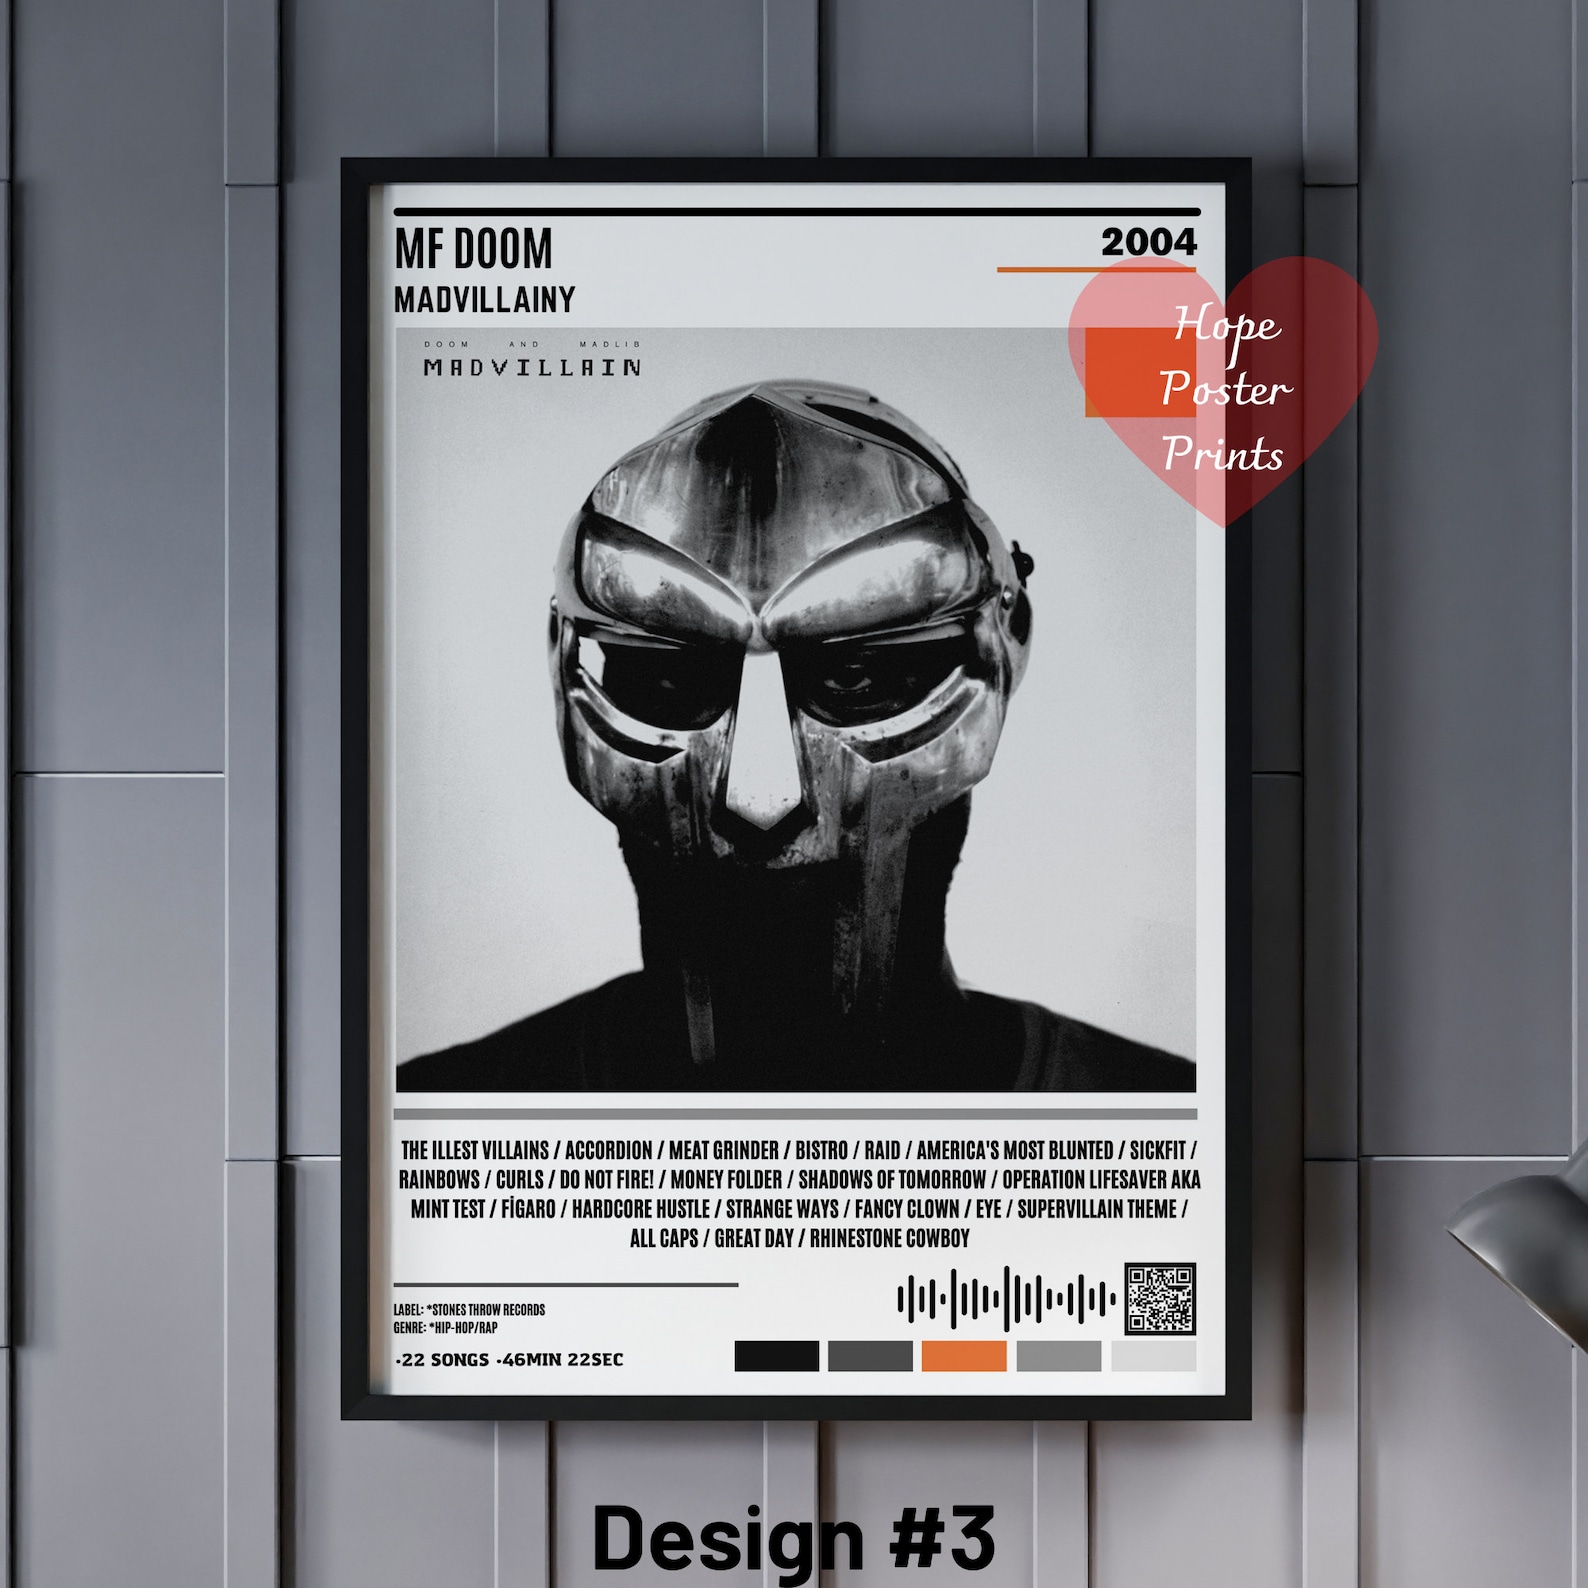 MF DOOM
2004
MADVILLAINY
DOOM AND MADLIB
MADVILLAIN
Hope
Poster
Prints
THE ILLEST VILLAINS / ACCORDION / MEAT GRINDER / BISTRO / RAID / AMERICA'S MOST BLUNTED / SICKFIT /
RAINBOWS / CURLS / DO NOT FIRE! / MONEY FOLDER / SHADOWS OF TOMORROW / OPERATION LIFESAVER AKA
MINT TEST / FİGARO / HARDCORE HUSTLE / STRANGE WAYS / FANCY CLOWN / EYE / SUPERVILLAIN THEME /
ALL CAPS / GREAT DAY / RHINESTONE COWBOY
LABEL: *STONES THROW RECORDS
GENRE: *HIP-HOP/RAP
·22 SONGS ·46MIN 22SEC
Design #3